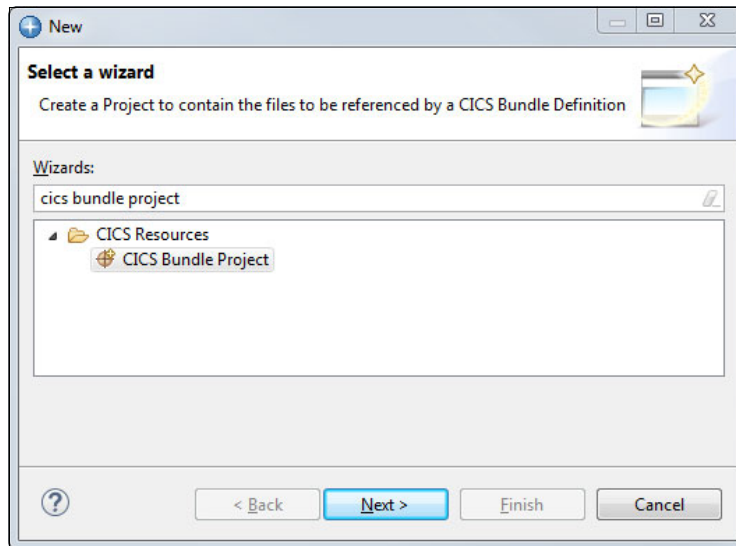 New
Select a wizard
Create a Project to contain the files to be referenced by a CICS Bundle Definition
Wizards:
cics bundle project
CICS Resources
CICS Bundle Project
?
< Back Next > Finish Cancel